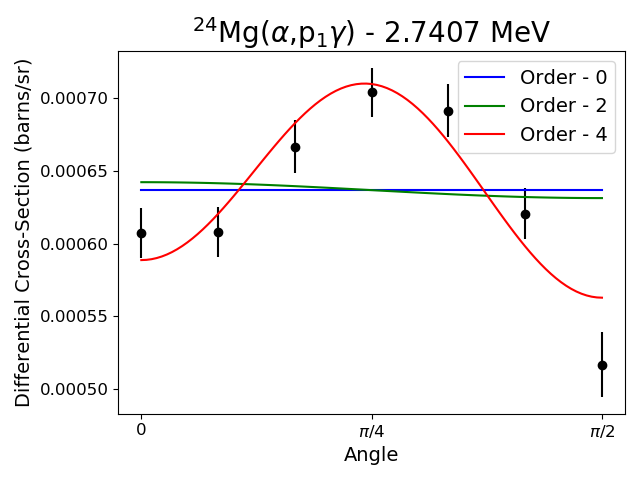 ²⁴Mg(α,p₁γ) - 2.7407 MeV
Differential Cross-Section (barns/sr)
0.00070
0.00065
0.00060
0.00055
0.00050
Order - 0
Order - 2
Order - 4
0
π/4
π/2
Angle